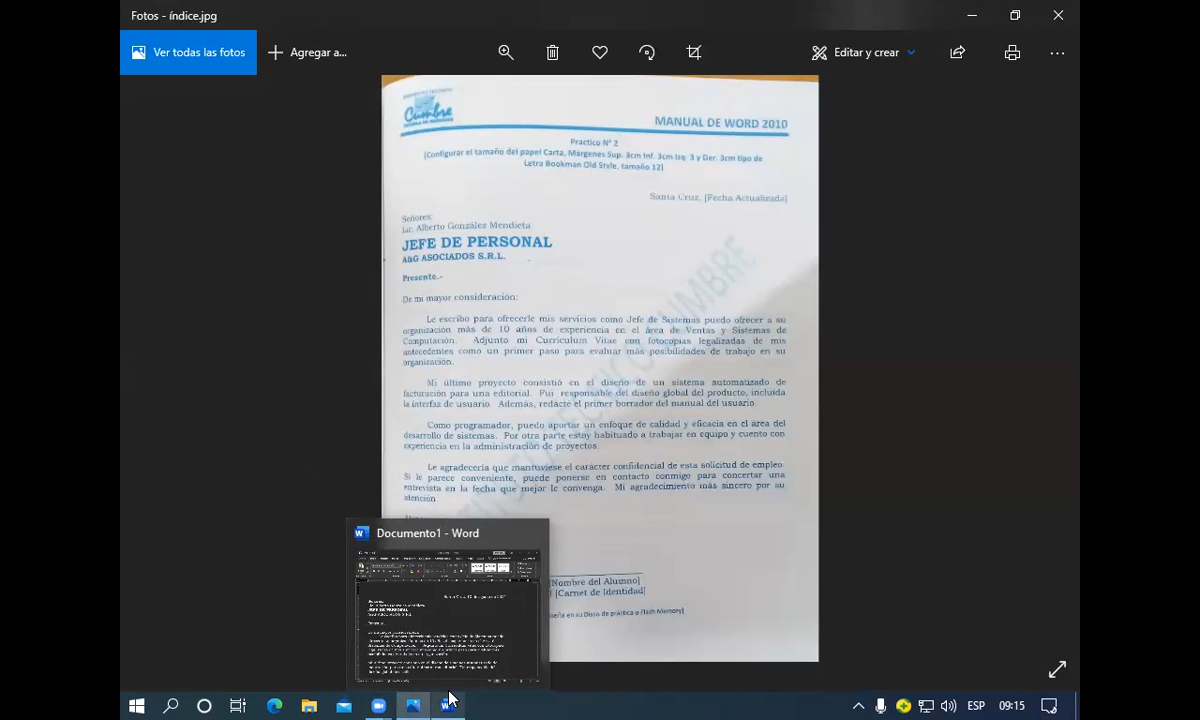 Fotos - índice.jpg
Ver todas las fotos
Agregar a...
Editar y crear
Cumbre
MANUAL DE WORD 2010
Practico N° 2
[Configurar el tamaño del papel Carta, Margenes Sup. 3cm Inf. 3cm Izq 3 y Der. 3cm tipo de
Letra Bookman Old Style, tamaño 12]
Santa Cruz, [Fecha Actualizada]
Señores:
Lic. Alberto González Mendieta
JEFE DE PERSONAL
A&G ASOCIADOS S.R.L.
Presente.-
De mi mayor consideración:
Le escribo para ofrecerle mis servicios como Jefe de Sistemas puedo ofrecer a su
organización más de 10 años de experiencia en el área de Ventas y Sistemas de
Computación. Adjunto mi Curriculum Vitae con fotocopias legalizadas de mis
antecedentes como un primer paso para evaluar más posibilidades de trabajo en su
organización.
Mi último proyecto consistió en el diseño de un sistema automatizado de
facturación para una editorial. Fui responsable del diseño global del producto, incluida
la interfaz de usuario. Además, redacte el primer borrador del manual del usuario.
Como programador, puedo aportar un enfoque de calidad y eficacia en el área del
desarrollo de sistemas. Por otra parte estoy habituado a trabajar en equipo y cuento con
experiencia en la administración de proyectos.
Le agradecería que mantuviese el carácter confidencial de esta solicitud de empleo.
Si le parece conveniente, puede ponerse en contacto conmigo para concertar una
entrevista en la fecha que mejor le convenga. Mi agradecimiento más sincero por su
atención
Documento1 - Word
JEFE DE PERSONAL
[Nombre del Alumno]
[Carnet de Identidad]
en su Disco de práctica o Flash Memory]
ESP
09:15